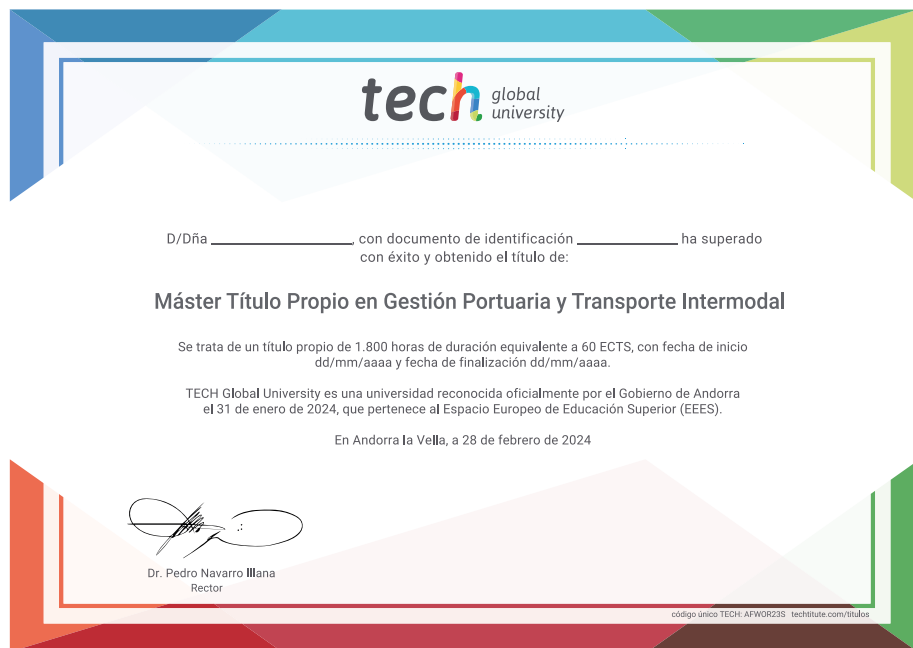 tech global university
D/Dña ____________________, con documento de identificación ______________ ha superado
con éxito y obtenido el título de:
Máster Título Propio en Gestión Portuaria y Transporte Intermodal
Se trata de un título propio de 1.800 horas de duración equivalente a 60 ECTS, con fecha de inicio
dd/mm/aaaa y fecha de finalización dd/mm/aaaa.
TECH Global University es una universidad reconocida oficialmente por el Gobierno de Andorra
el 31 de enero de 2024, que pertenece al Espacio Europeo de Educación Superior (EEES).
En Andorra la Vella, a 28 de febrero de 2024
Dr. Pedro Navarro Illana
Rector
código único TECH: AFWOR23S techtitute.com/titulos